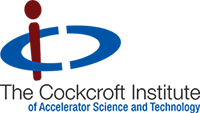 The Cockcroft Institute
of Accelerator Science and Technology